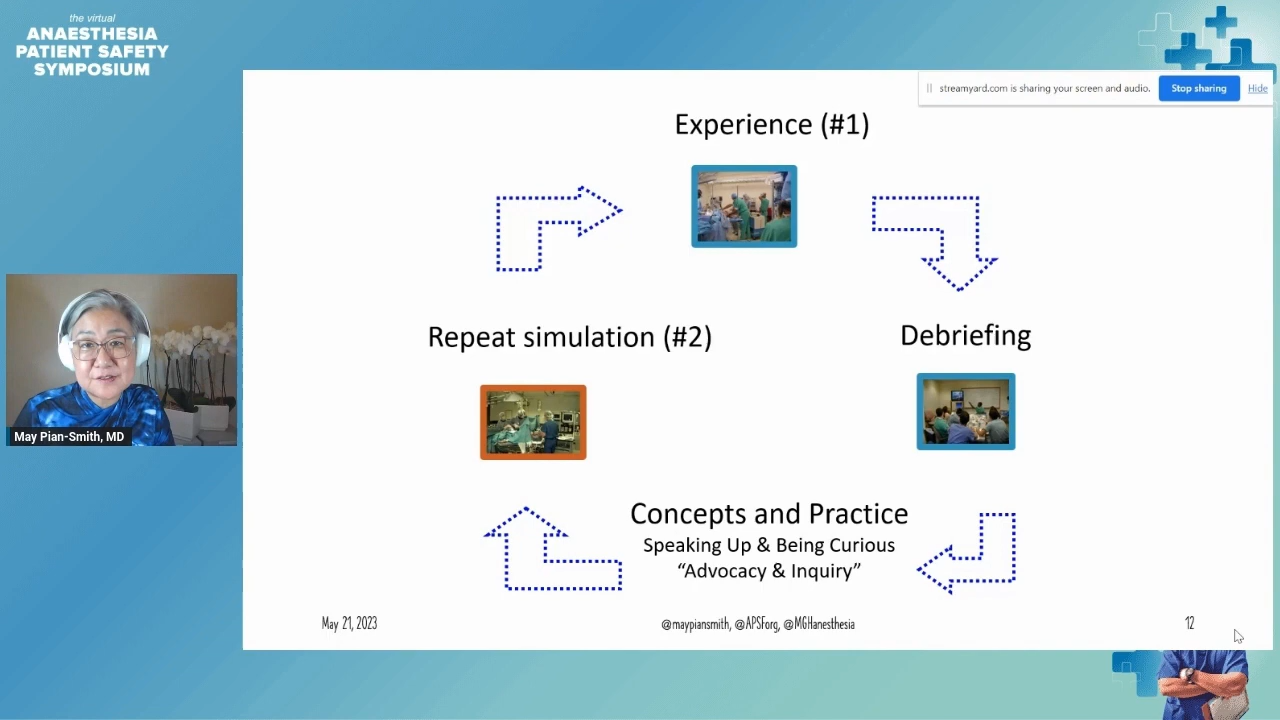 the virtual
ANAESTHESIA
PATIENT SAFETY
SYMPOSIUM
streamyard.com is sharing your screen and audio.
Stop sharing
Hide
Experience (#1)
Repeat simulation (#2)
Debriefing
May Pian-Smith, MD
Concepts and Practice
Speaking Up & Being Curious
“Advocacy & Inquiry”
May 21, 2023
@maypiansmith, @APSForg, @MGHanesthesia
12